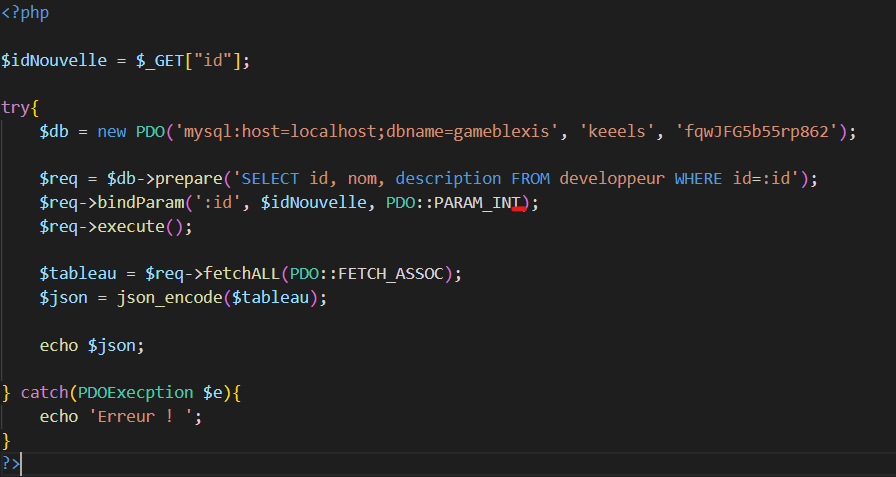 <?php
$idNouvelle = $_GET["id"];
try{
$db = new PDO('mysql:host=localhost;dbname=gameblexis', 'keeels', 'fqwJFG5b55rp862');
$req = $db->prepare('SELECT id, nom, description FROM developpeur WHERE id=:id');
$req->bindParam(':id', $idNouvelle, PDO::PARAM_INT);
$req->execute();
$tableau = $req->fetchALL(PDO::FETCH_ASSOC);
$json = json_encode($tableau);
echo $json;
} catch(PDOExecption $e){
echo 'Erreur ! ';
}
?>